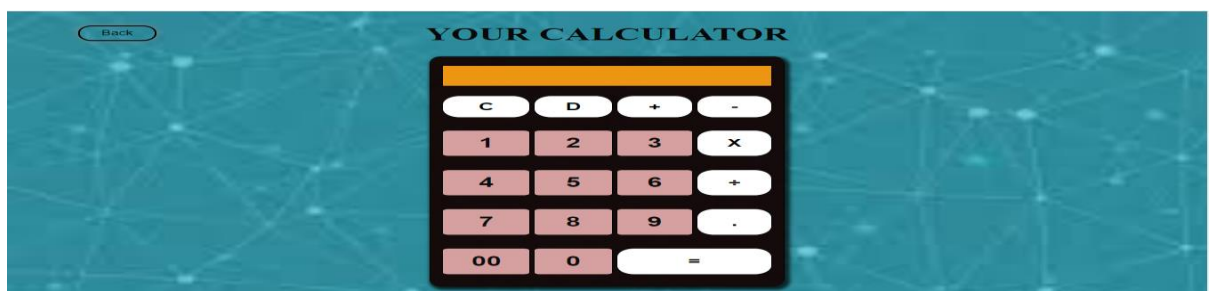 Back
YOUR CALCULATOR
C D + -
1 2 3 x
4 5 6 ÷
7 8 9 .
00 0 =